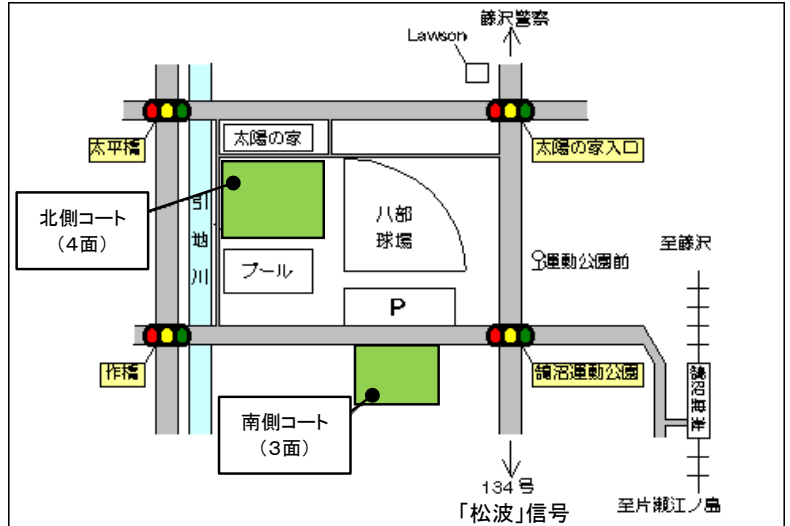 藤沢警察
Lawson
太平橋
太陽の家
太陽の家入口
北側コート
(4面)
引地川
八部
球場
プール
運動公園前
至藤沢
P
作橋
鵠沼運動公園
鵠沼海岸
南側コート
(3面)
134号
「松波」信号
至片瀬江ノ島